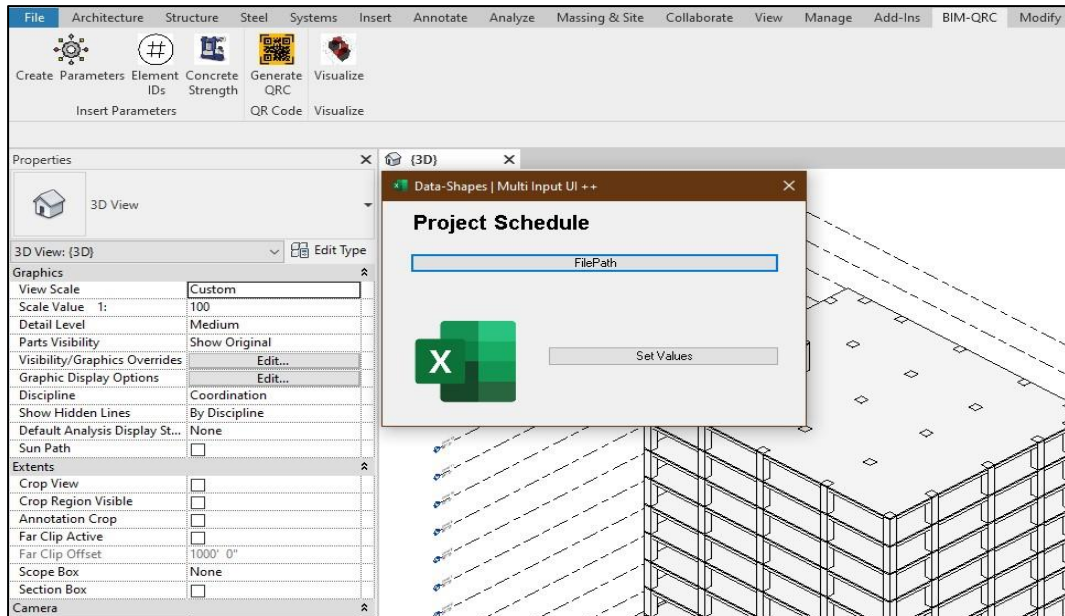 File Architecture Structure Steel Systems Insert Annotate Analyze Massing & Site Collaborate View Manage Add-Ins BIM-QRC Modify
Create Parameters Element IDs Concrete Strength Generate QRC Visualize
Insert Parameters QR Code Visualize
Properties
{3D}
3D View
3D View: {3D} Edit Type
Graphics
View Scale Custom
Scale Value 1: 100
Detail Level Medium
Parts Visibility Show Original
Visibility/Graphics Overrides Edit...
Graphic Display Options Edit...
Discipline Coordination
Show Hidden Lines By Discipline
Default Analysis Display St... None
Sun Path
Extents
Crop View
Crop Region Visible
Annotation Crop
Far Clip Active
Far Clip Offset 1000' 0"
Scope Box None
Section Box
Camera
Data-Shapes | Multi Input UI ++
Project Schedule
FilePath
X
Set Values